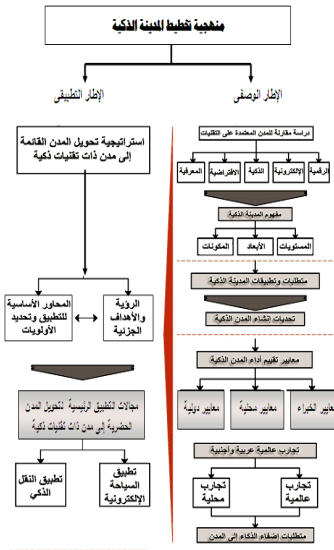 منهجية تخطيط المدينة الذكية
الإطار الوصفى
الإطار التطبيقى
دراسة مقارنة للمدن المعتمدة على التقنيات
الرقمية
الإلكترونية
الذكية
الافتراضية
المعرفية
مفهوم المدينة الذكية
المستويات
الأبعاد
المكونات
متطلبات وتطبيقات المدينة الذكية
تحديات إنشاء المدن الذكية
معايير تقييم أداء المدن الذكية
معايير الخبراء
معايير محلية
معايير دولية
تجارب عالمية عربية وأجنبية
تجارب
عالمية
تجارب
محلية
متطلبات إضفاء الذكاء إلى المدن
استراتيجية تحويل المدن القائمة
إلى مدن ذات تقنيات ذكية
الرؤية
والأهداف
الجزئية
المحاور الأساسية
للتطبيق وتحديد
الأولويات
مجالات التطبيق الرئيسية لتحويل المدن
الحضرية إلى مدن ذات تقنيات ذكية
تطبيق
السياحة
الإلكترونية
تطبيق النقل
الذكي